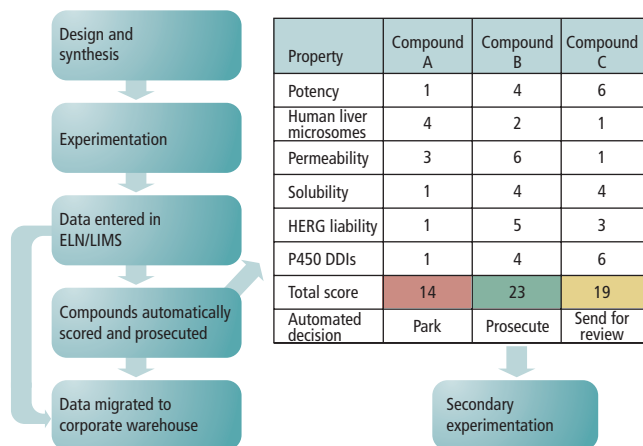 Design and
synthesis
Experimentation
Data entered in
ELN/LIMS
Compounds automatically
scored and prosecuted
Data migrated to
corporate warehouse
Property Compound A Compound B Compound C
Potency 1 4 6
Human liver microsomes 4 2 1
Permeability 3 6 1
Solubility 1 4 4
HERG liability 1 5 3
P450 DDIs 1 4 6
Total score 14 23 19
Automated decision Park Prosecute Send for review
Secondary
experimentation